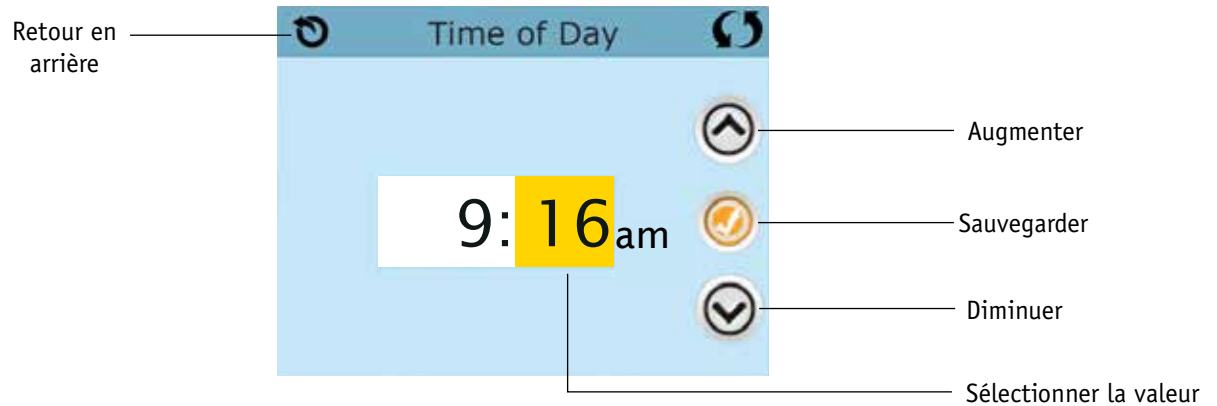 Retour en
arrière
Time of Day
Augmenter
9:16am
Sauvegarder
Diminuer
Sélectionner la valeur